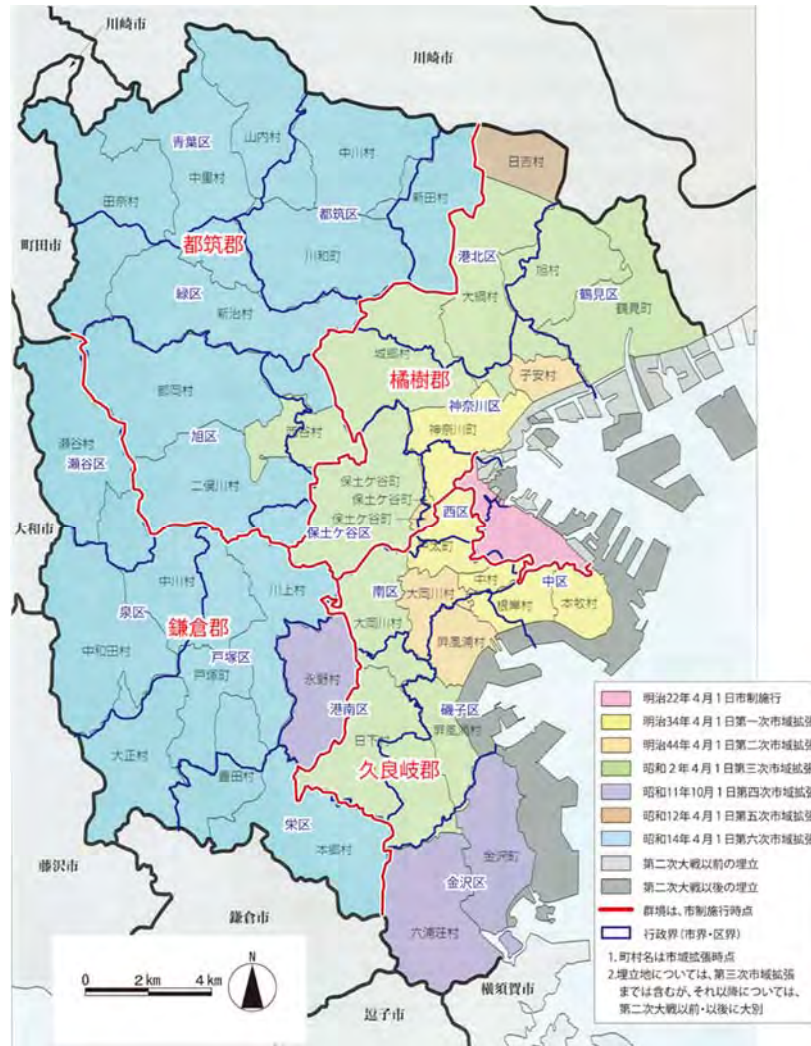 川崎市
川崎市
青葉区
山内村
中川村
日吉村
中里村
新田村
田奈村
都筑区
町田市
都筑郡
川和町
港北区
旭村
鶴見区
緑区
大綱村
鶴見町
新治村
城郷村
橘樹郡
子安村
都岡村
神奈川区
神奈川町
瀬谷村
旭区
瀬谷区
保土ケ谷町
二俣川村
保土ケ谷町
西区
大和市
保土ケ谷区
保土ケ谷町
中川村
川上村
南区
大岡川村
中村
中区
泉区
鎌倉郡
大岡川村
根岸村
本牧村
中和田村
戸塚区
屏風浦村
戸塚町
永野村
港南区
磯子区
屏風浦村
大正村
日下村
豊田村
久良岐郡
栄区
本郷村
金沢町
藤沢市
金沢区
鎌倉市
六浦荘村
横須賀市
逗子市
0 2km 4km
N
明治22年4月1日市制施行
明治34年4月1日第一次市域拡張
明治44年4月1日第二次市域拡張
昭和2年4月1日第三次市域拡張
昭和11年10月1日第四次市域拡張
昭和12年4月1日第五次市域拡張
昭和14年4月1日第六次市域拡張
第二次大戦以前の埋立
第二次大戦以後の埋立
群境は、市制施行時点
行政界(市界・区界)
1.町村名は市域拡張時点
2.埋立地については、第三次市域拡張
までは含むが、それ以降については、
第二次大戦以前・以後に大別